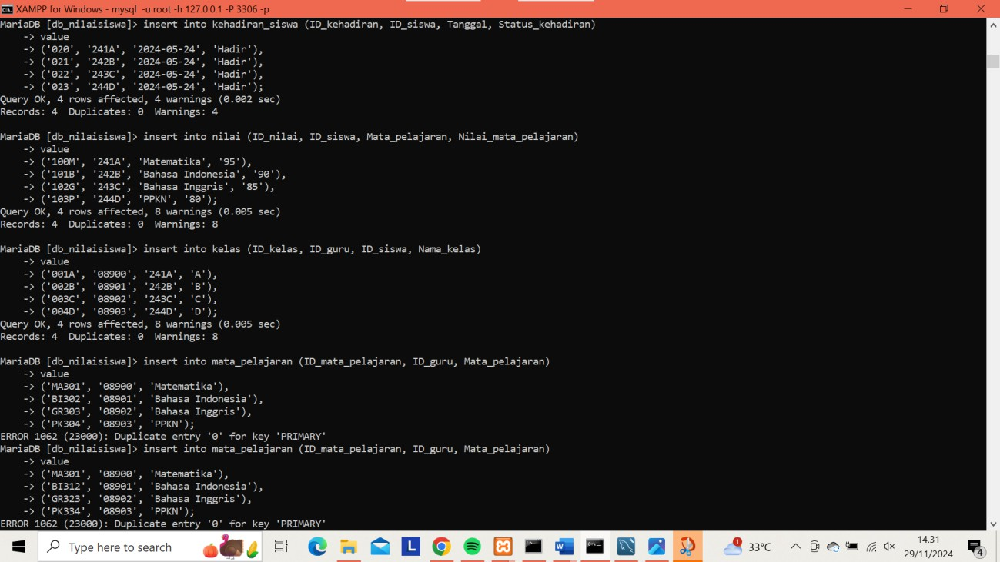 XAMPP for Windows - mysql -u root -h 127.0.0.1 -P 3306 -p
MariaDB [db_nilaisiswa]> insert into kehadiran_siswa (ID_kehadiran, ID_siswa, Tanggal, Status_kehadiran)
-> value
-> ('020', '241A', '2024-05-24', 'Hadir'),
-> ('021', '242B', '2024-05-24', 'Hadir'),
-> ('022', '243C', '2024-05-24', 'Hadir'),
-> ('023', '244D', '2024-05-24', 'Hadir');
Query OK, 4 rows affected, 4 warnings (0.002 sec)
Records: 4  Duplicates: 0  Warnings: 4
MariaDB [db_nilaisiswa]> insert into nilai (ID_nilai, ID_siswa, Mata_pelajaran, Nilai_mata_pelajaran)
-> value
-> ('100M', '241A', 'Matematika', '95'),
-> ('101B', '242B', 'Bahasa Indonesia', '90'),
-> ('102G', '243C', 'Bahasa Inggris', '85'),
-> ('103P', '244D', 'PPKN', '80');
Query OK, 4 rows affected, 8 warnings (0.005 sec)
Records: 4  Duplicates: 0  Warnings: 8
MariaDB [db_nilaisiswa]> insert into kelas (ID_kelas, ID_guru, ID_siswa, Nama_kelas)
-> value
-> ('001A', '08900', '241A', 'A'),
-> ('002B', '08901', '242B', 'B'),
-> ('003C', '08902', '243C', 'C'),
-> ('004D', '08903', '244D', 'D');
Query OK, 4 rows affected, 8 warnings (0.005 sec)
Records: 4  Duplicates: 0  Warnings: 8
MariaDB [db_nilaisiswa]> insert into mata_pelajaran (ID_mata_pelajaran, ID_guru, Mata_pelajaran)
-> value
-> ('MA301', '08900', 'Matematika'),
-> ('BI302', '08901', 'Bahasa Indonesia'),
-> ('GR303', '08902', 'Bahasa Inggris'),
-> ('PK304', '08903', 'PPKN');
ERROR 1062 (23000): Duplicate entry '0' for key 'PRIMARY'
MariaDB [db_nilaisiswa]> insert into mata_pelajaran (ID_mata_pelajaran, ID_guru, Mata_pelajaran)
-> value
-> ('MA301', '08900', 'Matematika'),
-> ('BI312', '08901', 'Bahasa Indonesia'),
-> ('GR323', '08902', 'Bahasa Inggris'),
-> ('PK334', '08903', 'PPKN');
ERROR 1062 (23000): Duplicate entry '0' for key 'PRIMARY'
Type here to search
L
W
1
33°C
14.31
29/11/2024
4